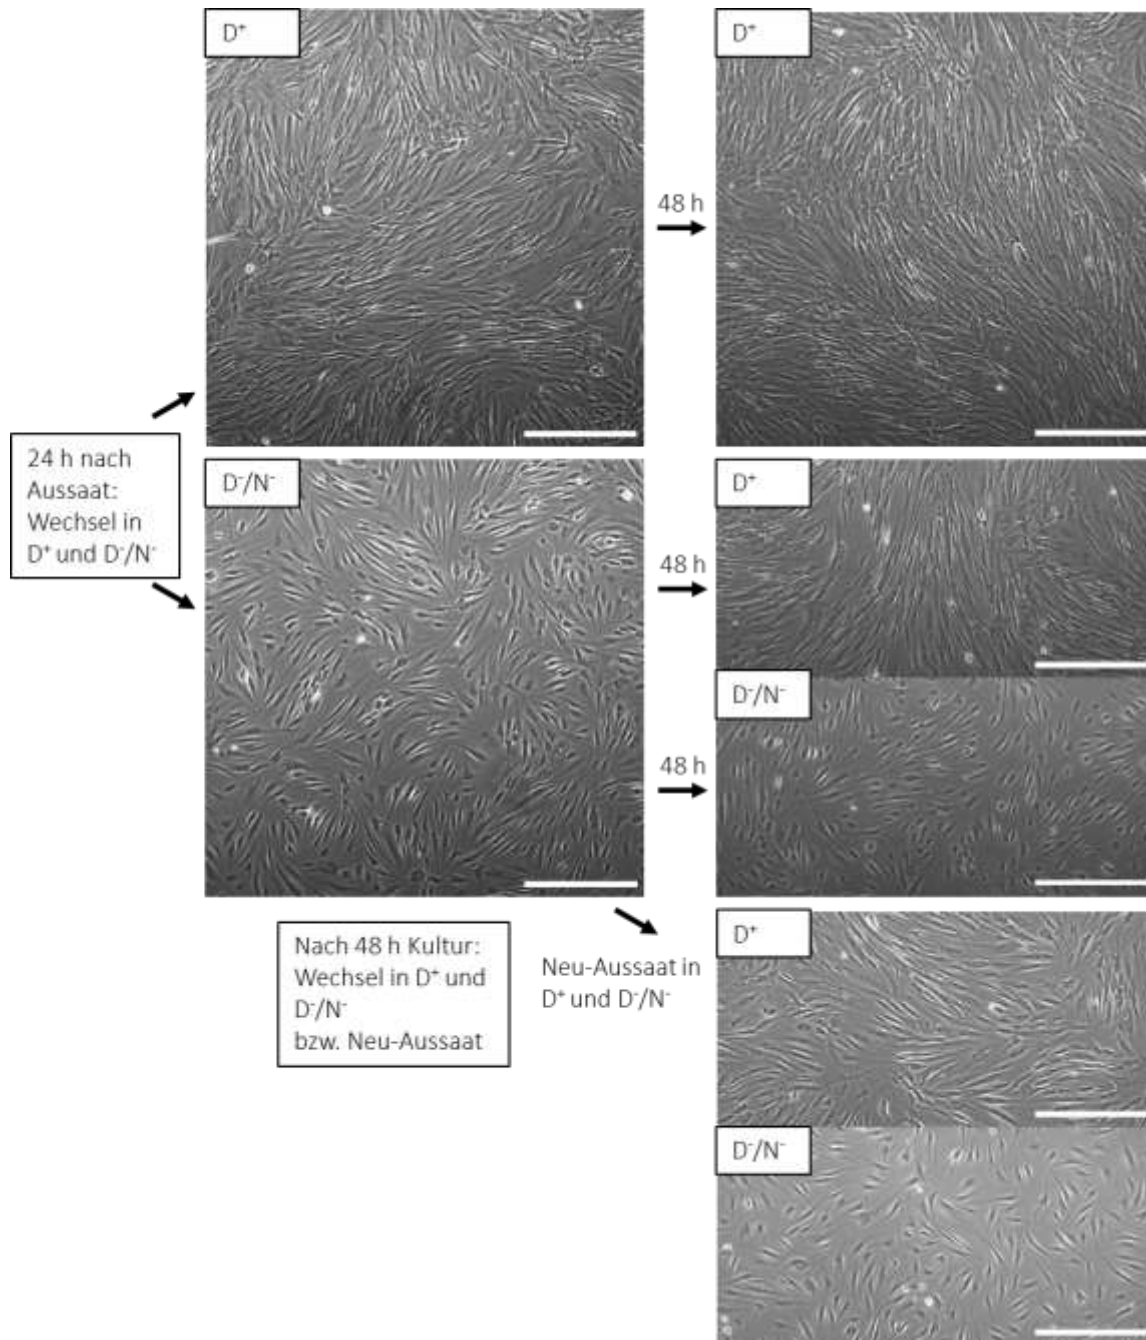 D⁺
D⁺
48 h
24 h nach
Aussaat:
Wechsel in
D⁺ und D⁻/N⁻
D⁻/N⁻
D⁺
48 h
D⁻/N⁻
48 h
Nach 48 h Kultur:
Wechsel in D⁺ und
D⁻/N⁻
bzw. Neu-Aussaat
Neu-Aussaat in
D⁺ und D⁻/N⁻
D⁺
D⁻/N⁻